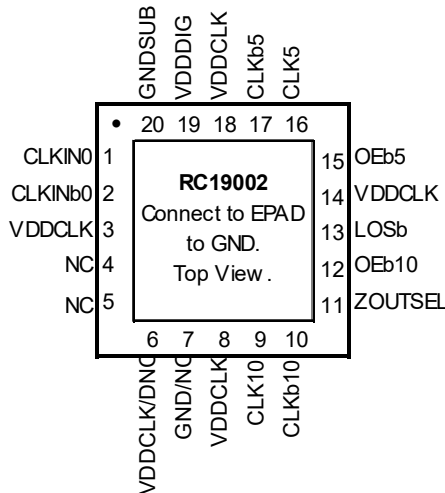 GNDSUB
VDDDIG
VDDCLK
CLKb5
CLK5
20 19 18 17 16
CLKIN0 1
CLKINb0 2
VDDCLK 3
NC 4
NC 5
RC19002
Connect to EPAD
to GND.
Top View .
15 OEb5
14 VDDCLK
13 LOSb
12 OEb10
11 ZOUTSEL
6 7 8 9 10
VDDCLK/DNC
GND/NC
VDDCLK
CLK10
CLKb10